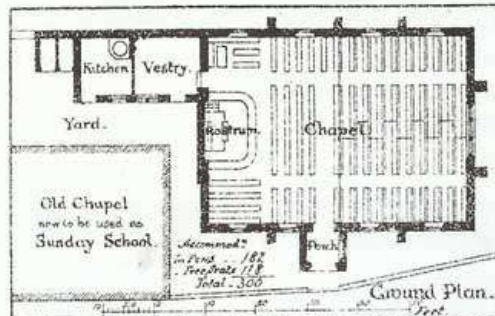 Kitchen
Vestry.
Rostrum.
Chapel.
Yard.
Old Chapel
now to be used as
Sunday School.
Accommodn
In Pews .. 182
Free Seats 118
Total . 300
Porch
Ground Plan.
Feet.